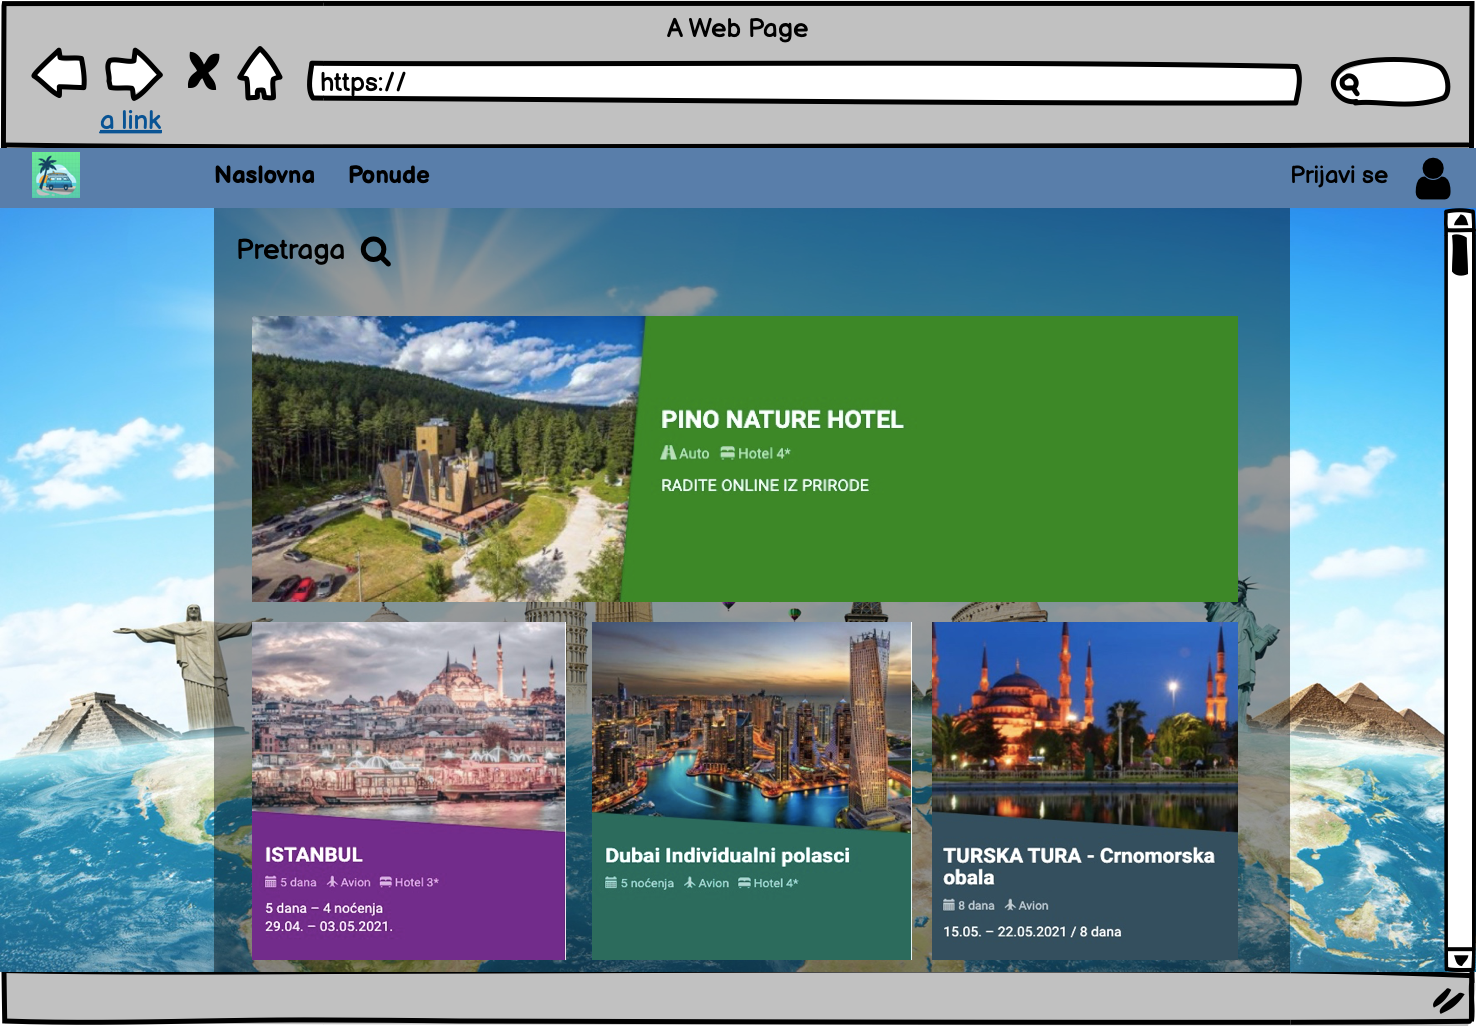 A Web Page
https://
a link
Naslovna Ponude Prijavi se
Pretraga
PINO NATURE HOTEL
Auto Hotel 4*
RADITE ONLINE IZ PRIRODE
ISTANBUL
5 dana Avion Hotel 3*
5 dana – 4 noćenja
29.04. – 03.05.2021.
Dubai Individualni polasci
5 noćenja Avion Hotel 4*
TURSKA TURA - Crnomorska
obala
8 dana Avion
15.05. – 22.05.2021 / 8 dana